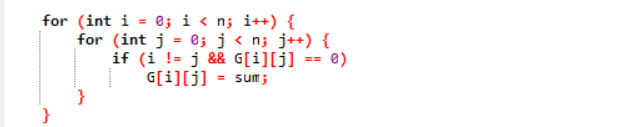 for (int i = 0; i < n; i++) {
    for (int j = 0; j < n; j++) {
        if (i != j && G[i][j] == 0)
            G[i][j] = sum;
    }
}